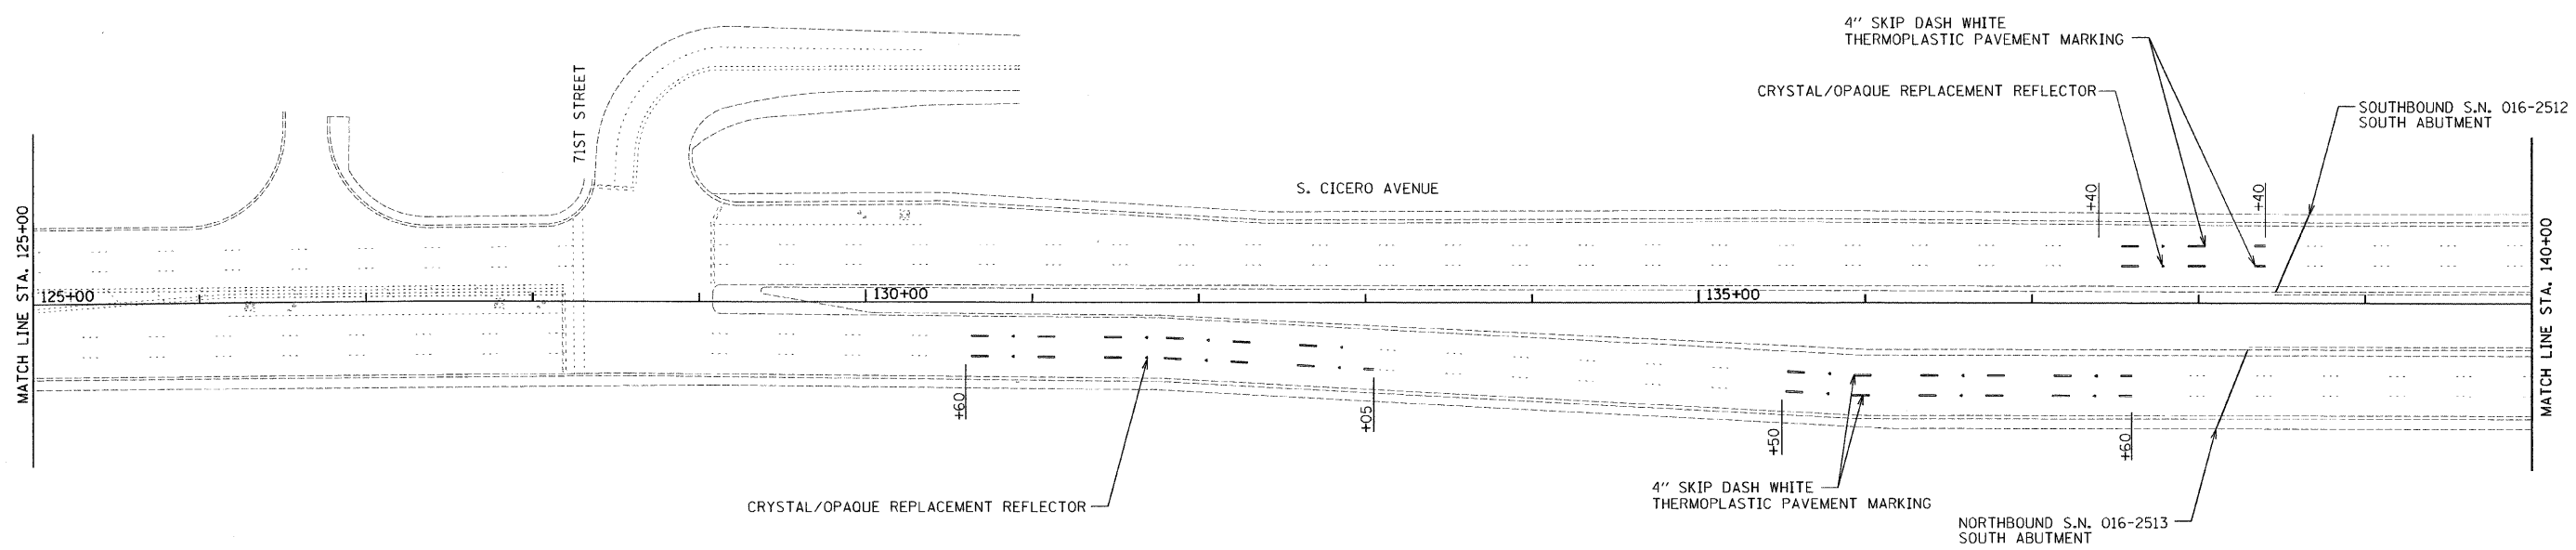 4" SKIP DASH WHITE
THERMOPLASTIC PAVEMENT MARKING
CRYSTAL/OPAQUE REPLACEMENT REFLECTOR
SOUTHBOUND S.N. 016-2512
SOUTH ABUTMENT
71ST STREET
S. CICERO AVENUE
+40
+40
MATCH LINE STA. 125+00
125+00
130+00
135+00
MATCH LINE STA. 140+00
+60
+05
+50
+60
4" SKIP DASH WHITE
THERMOPLASTIC PAVEMENT MARKING
CRYSTAL/OPAQUE REPLACEMENT REFLECTOR
NORTHBOUND S.N. 016-2513
SOUTH ABUTMENT